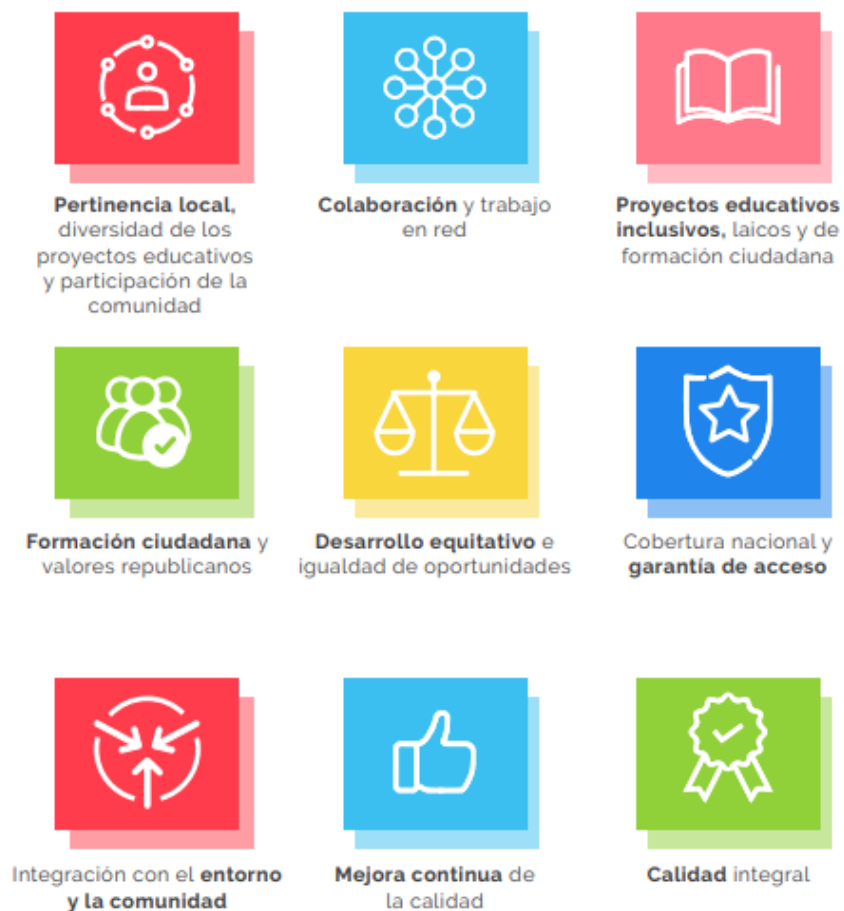 Pertinencia local,
diversidad de los
proyectos educativos
y participación de la
comunidad
Colaboración y trabajo
en red
Proyectos educativos
inclusivos, laicos y de
formación ciudadana
Formación ciudadana y
valores republicanos
Desarrollo equitativo e
igualdad de oportunidades
Cobertura nacional y
garantía de acceso
Integración con el entorno
y la comunidad
Mejora continua de
la calidad
Calidad integral